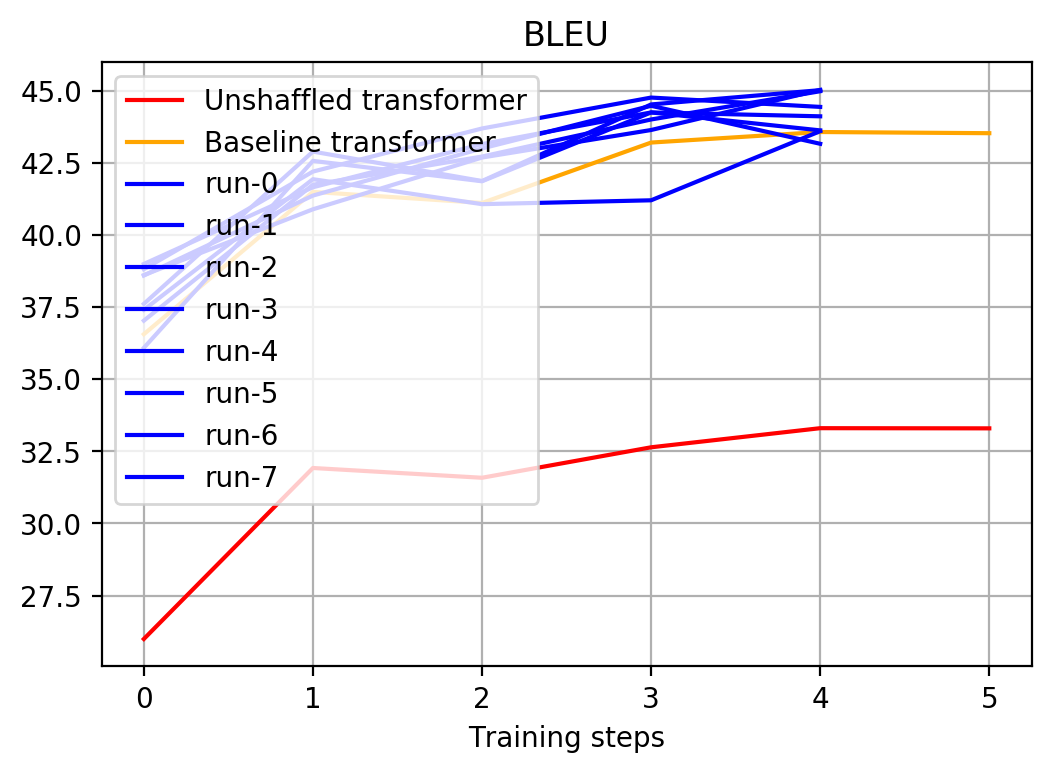 BLEU
45.0
42.5
40.0
37.5
35.0
32.5
30.0
27.5
Unshaffled transformer
Baseline transformer
run-0
run-1
run-2
run-3
run-4
run-5
run-6
run-7
0 1 2 3 4 5
Training steps